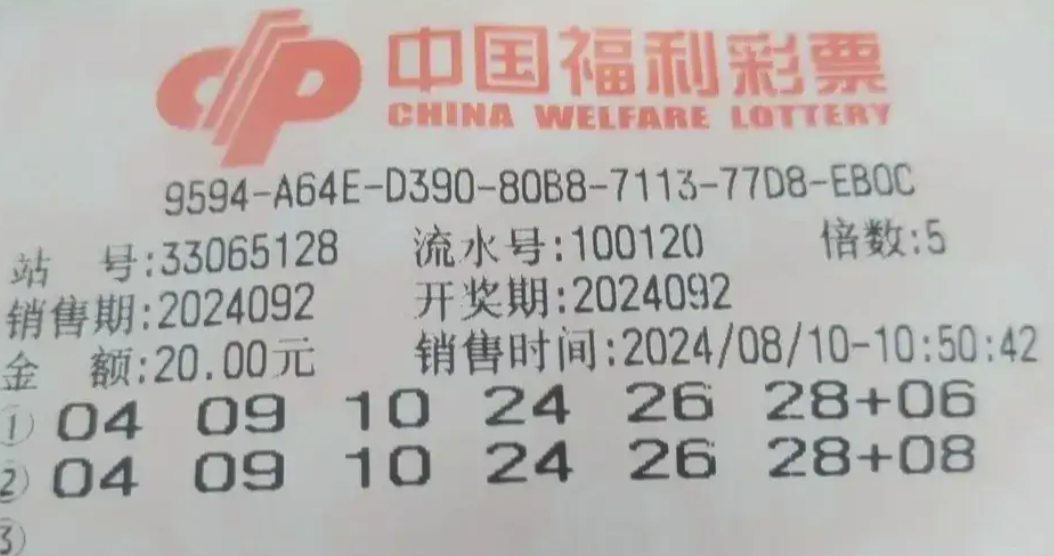 中国福利彩票
CHINA WELFARE LOTTERY
9594-A64E-D390-80B8-7113-77D8-EB0C
站 号:33065128 流水号:100120 倍数:5
销售期:2024092 开奖期:2024092
金 额:20.00元 销售时间:2024/08/10-10:50:42
① 04 09 10 24 26 28+06
② 04 09 10 24 26 28+08
③